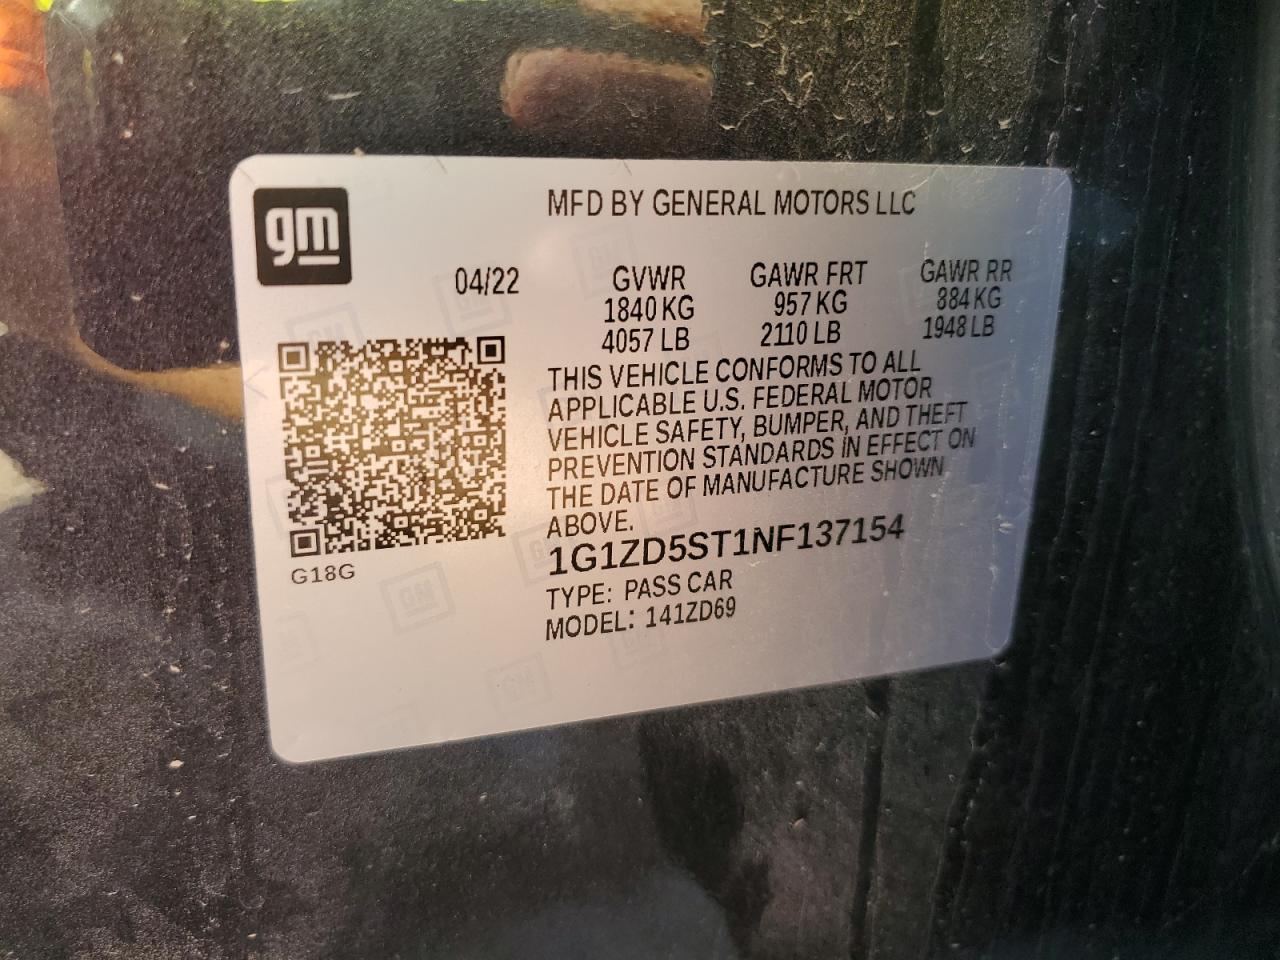 gm
MFD BY GENERAL MOTORS LLC
04/22 GVWR GAWR FRT GAWR RR
1840 KG 957 KG 884 KG
4057 LB 2110 LB 1948 LB
THIS VEHICLE CONFORMS TO ALL
APPLICABLE U.S. FEDERAL MOTOR
VEHICLE SAFETY, BUMPER, AND THEFT
PREVENTION STANDARDS IN EFFECT ON
THE DATE OF MANUFACTURE SHOWN
ABOVE.
1G1ZD5ST1NF137154
TYPE: PASS CAR
MODEL: 141ZD69
G18G